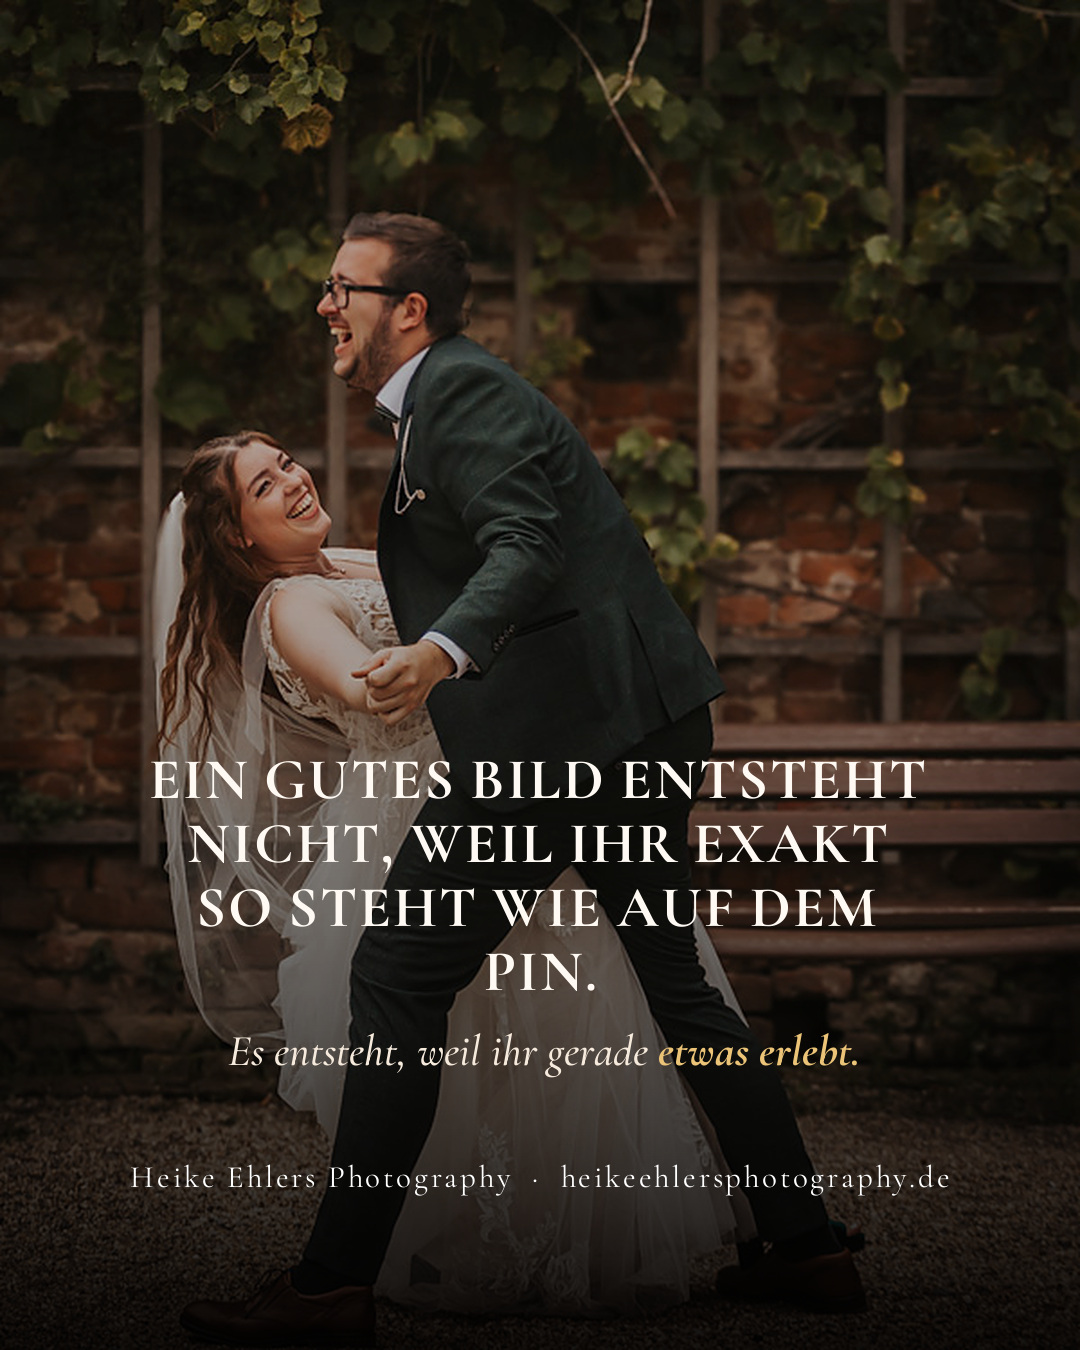 EIN GUTES BILD ENTSTEHT
NICHT, WEIL IHR EXAKT
SO STEHT WIE AUF DEM
PIN.
Es entsteht, weil ihr gerade etwas erlebt.
Heike Ehlers Photography · heikeehlersphotography.de